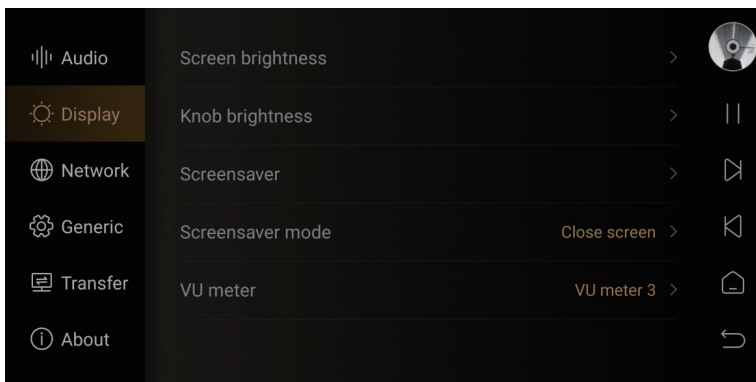 Audio
Display
Network
Generic
Transfer
About
Screen brightness
Knob brightness
Screensaver
Screensaver mode Close screen
VU meter VU meter 3